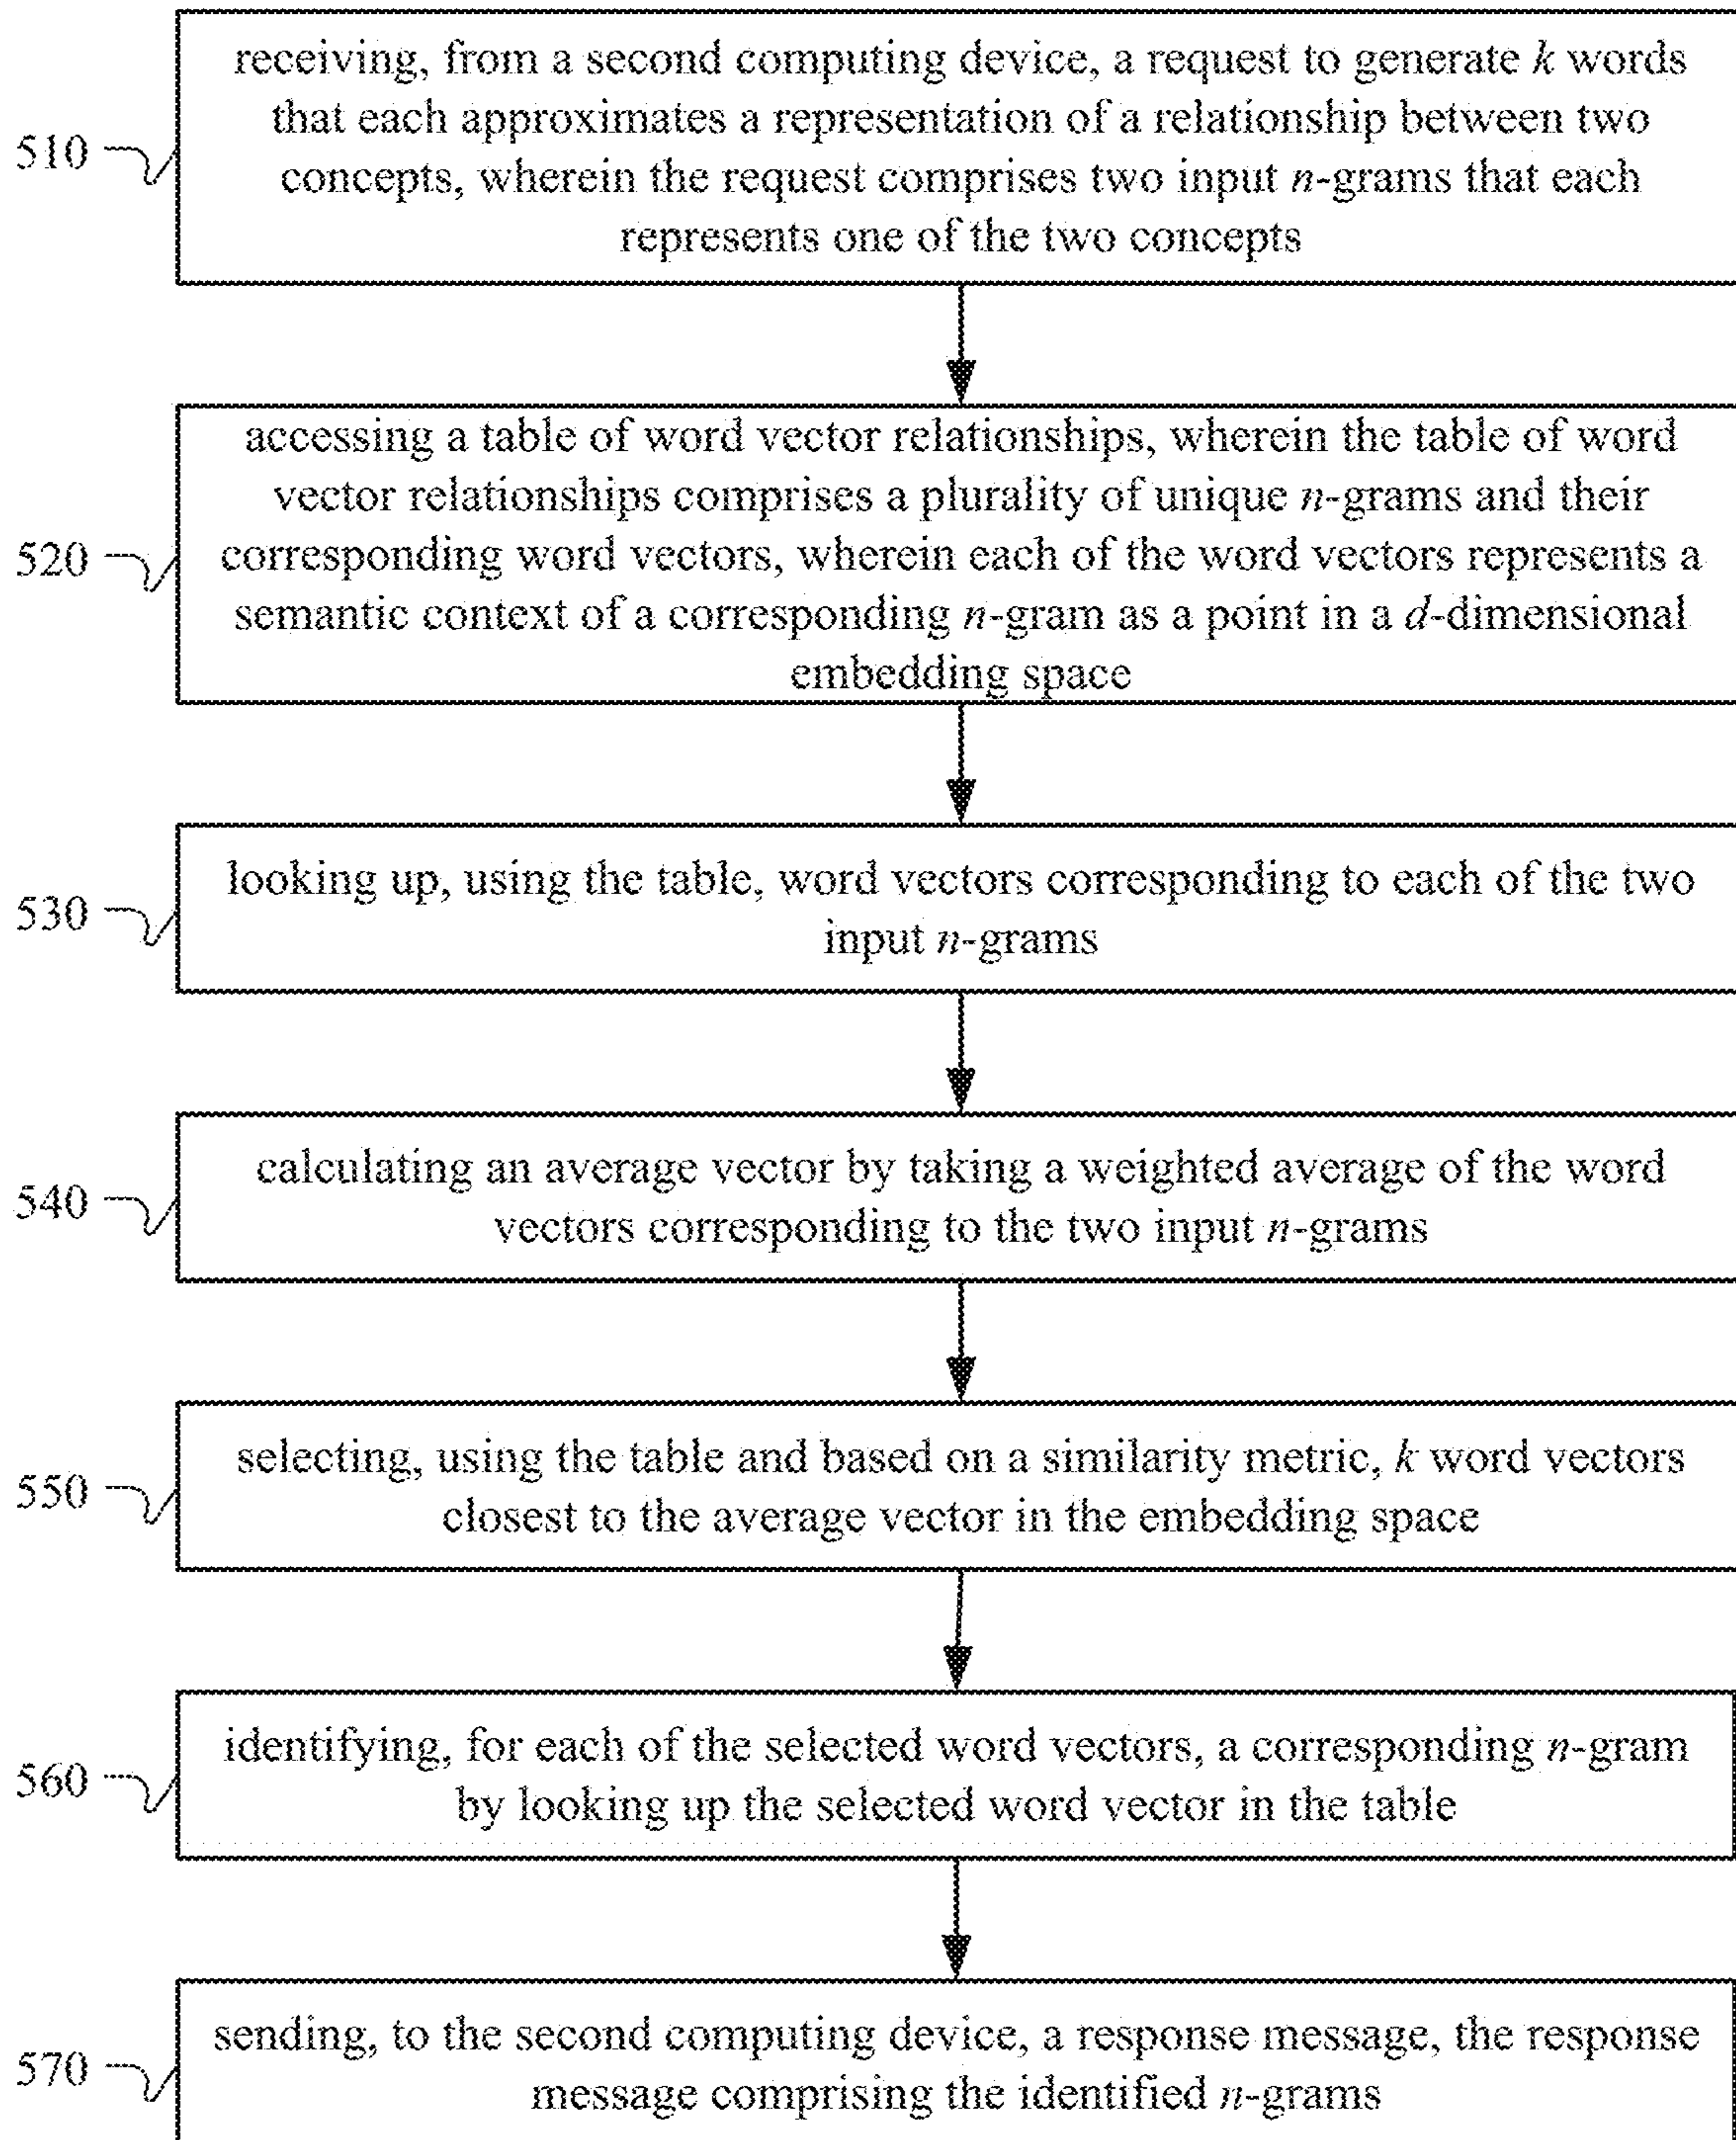 receiving, from a second computing device, a request to generate k words
that each approximates a representation of a relationship between two
510
concepts, wherein the request comprises two input n-grams that each
represents one of the two concepts
accessing a table of word vector relationships, wherein the table of word
vector relationships comprises a plurality of unique n-grams and their
520
corresponding word vectors, wherein each of the word vectors represents a
semantic context of a corresponding n-gram as a point in a d-dimensional
embedding space
530
looking up, using the table, word vectors corresponding to each of the two
input n-grams
540
calculating an average vector by taking a weighted average of the word
vectors corresponding to the two input n-grams
550
selecting, using the table and based on a similarity metric, k word vectors
closest to the average vector in the embedding space
560
identifying, for each of the selected word vectors, a corresponding n-gram
by looking up the selected word vector in the table
570
sending, to the second computing device, a response message, the response
message comprising the identified n-grams